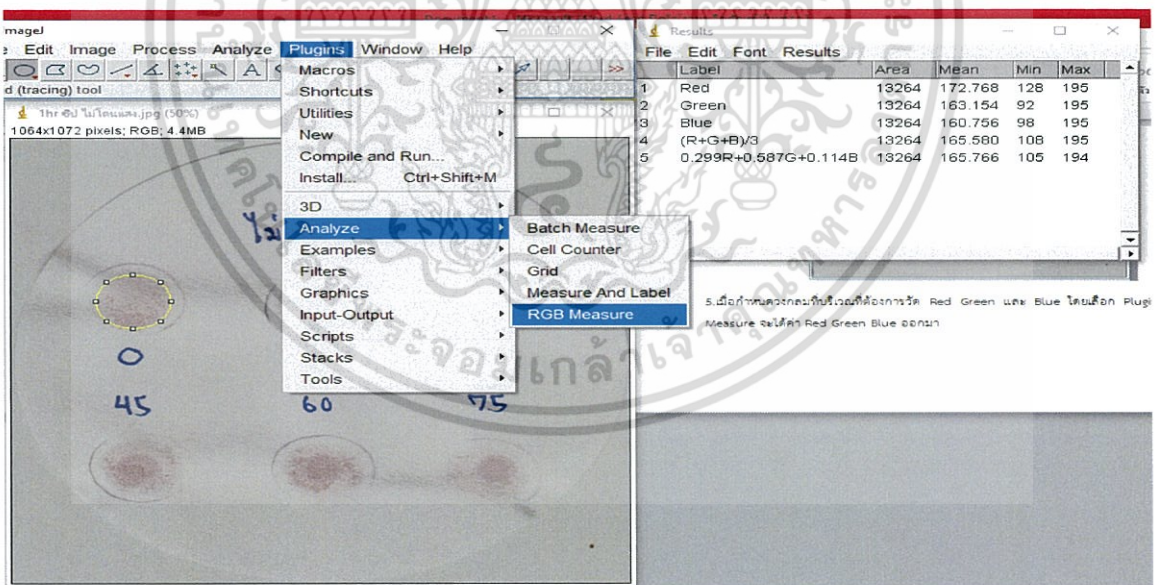 ImageJ
Edit Image Process Analyze Plugins Window Help
d (tracing) tool
Macros
Shortcuts
Utilities
New
Compile and Run...
Install... Ctrl+Shift+M
3D
Analyze
Examples
Filters
Graphics
Input-Output
Scripts
Stacks
Tools
Batch Measure
Cell Counter
Grid
Measure And Label
RGB Measure
1hr ซิป ไม่โดนแสง.jpg (50%)
1064x1072 pixels; RGB; 4.4MB
ไม่
0
45 60 75
Results
File Edit Font Results
Label Area Mean Min Max
1 Red 13264 172.768 128 195
2 Green 13264 163.154 92 195
3 Blue 13264 160.756 98 195
4 (R+G+B)/3 13264 165.580 108 195
5 0.299R+0.587G+0.114B 13264 165.766 105 194
5.เมื่อกำหนดวงกลมที่บริเวณที่ต้องการวัด Red Green และ Blue โดยเลือก Plugi
Measure จะได้ค่า Red Green Blue ออกมา